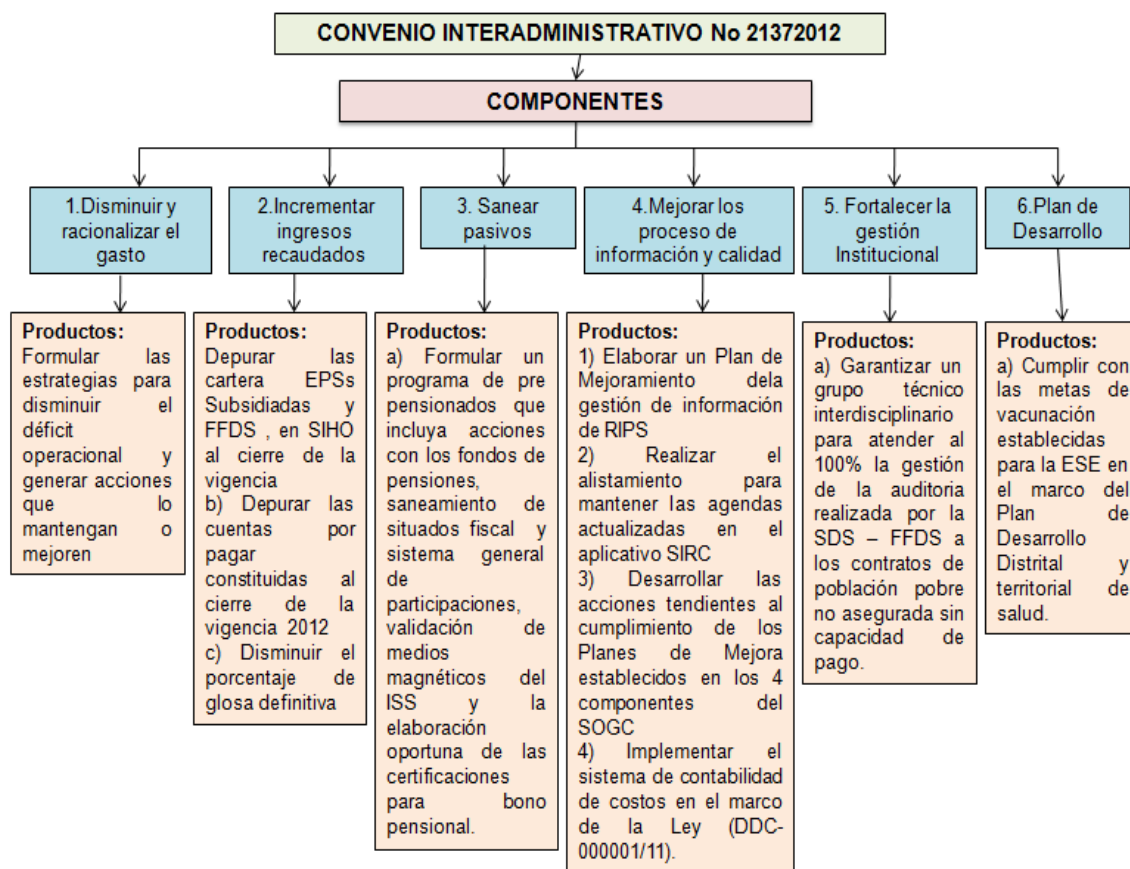 CONVENIO INTERADMINISTRATIVO No 21372012
COMPONENTES
1.Disminuir y
racionalizar el
gasto
2.Incrementar
ingresos
recaudados
3. Sanear
pasivos
4.Mejorar los
proceso de
información y calidad
5. Fortalecer la
gestión
Institucional
6.Plan de
Desarrollo
Productos:
Formular las
estrategias para
disminuir el
déficit
operacional y
generar acciones
que lo
mantengan o
mejoren
Productos:
Depurar las
cartera EPSs
Subsidiadas y
FFDS , en SIHO
al cierre de la
vigencia
b) Depurar las
cuentas por
pagar
constituidas al
cierre de la
vigencia 2012
c) Disminuir el
porcentaje de
glosa definitiva
Productos:
a) Formular un
programa de pre
pensionados que
incluya acciones
con los fondos de
pensiones,
saneamiento de
situados fiscal y
sistema general
de
participaciones,
validación de
medios
magnéticos del
ISS y la
elaboración
oportuna de las
certificaciones
para bono
pensional.
Productos:
1) Elaborar un Plan de
Mejoramiento dela
gestión de información
de RIPS
2) Realizar el
alistamiento para
mantener las agendas
actualizadas en el
aplicativo SIRC
3) Desarrollar las
acciones tendientes al
cumplimiento de los
Planes de Mejora
establecidos en los 4
componentes del
SOGC
4) Implementar el
sistema de contabilidad
de costos en el marco
de la Ley (DDC-
000001/11).
Productos:
a) Garantizar un
grupo técnico
interdisciplinario
para atender al
100% la gestión
de la auditoria
realizada por la
SDS – FFDS a
los contratos de
población pobre
no asegurada sin
capacidad de
pago.
Productos:
a) Cumplir con
las metas de
vacunación
establecidas
para la ESE en
el marco del
Plan de
Desarrollo
Distrital y
territorial de
salud.